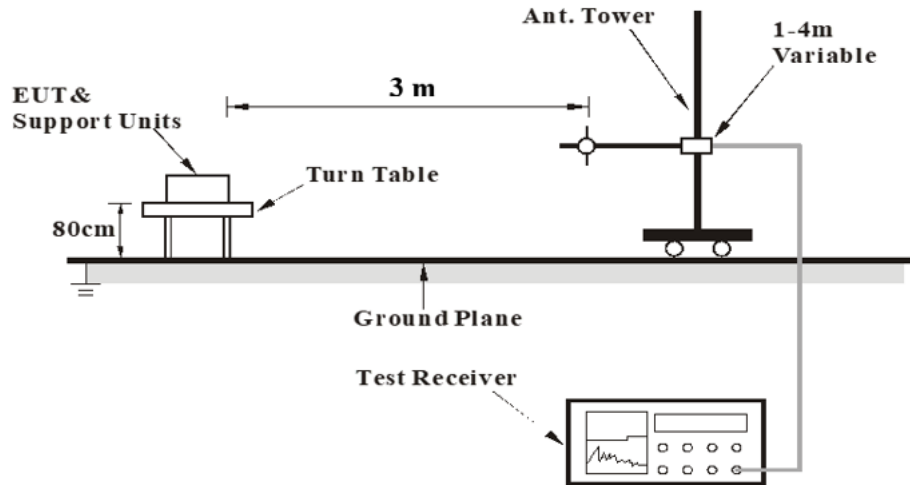 Ant. Tower
1-4m
Variable
3 m
EUT&
Support Units
Turn Table
80cm
Ground Plane
Test Receiver